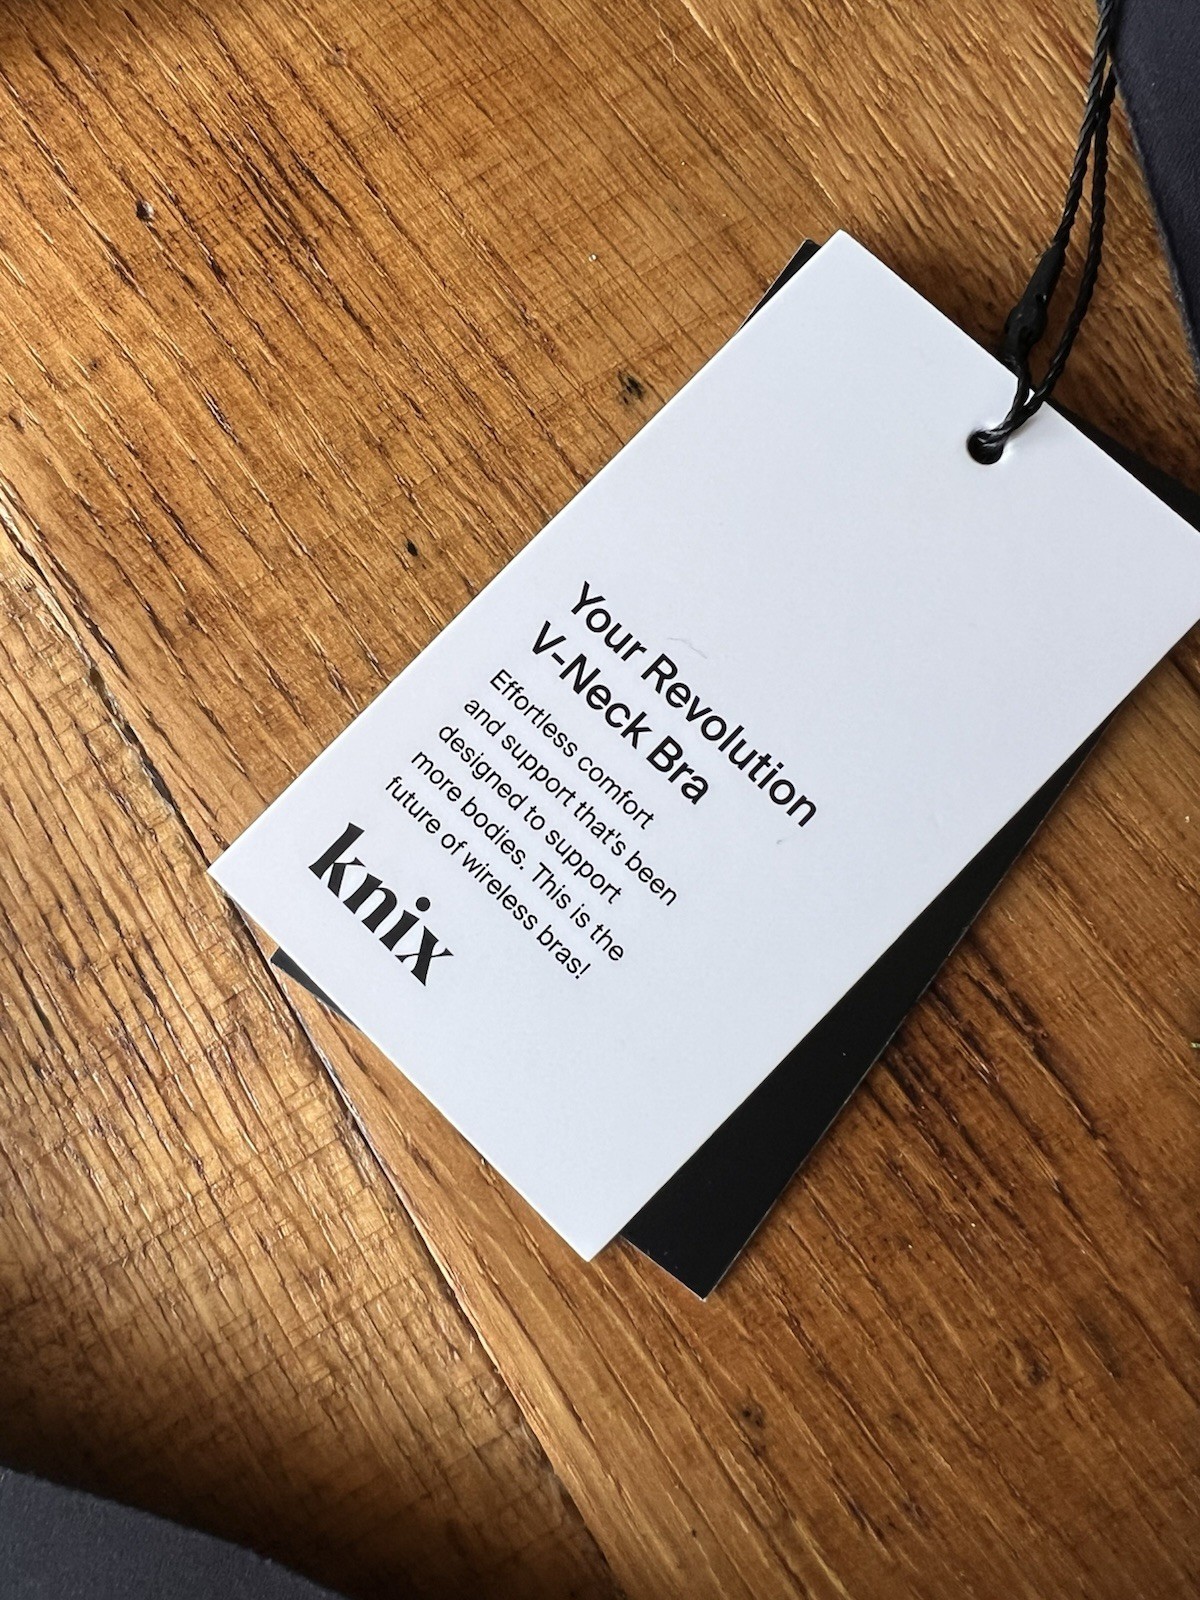 Your Revolution
V-Neck Bra
Effortless comfort
and support that's been
designed to support
more bodies. This is the
future of wireless bras!
knix